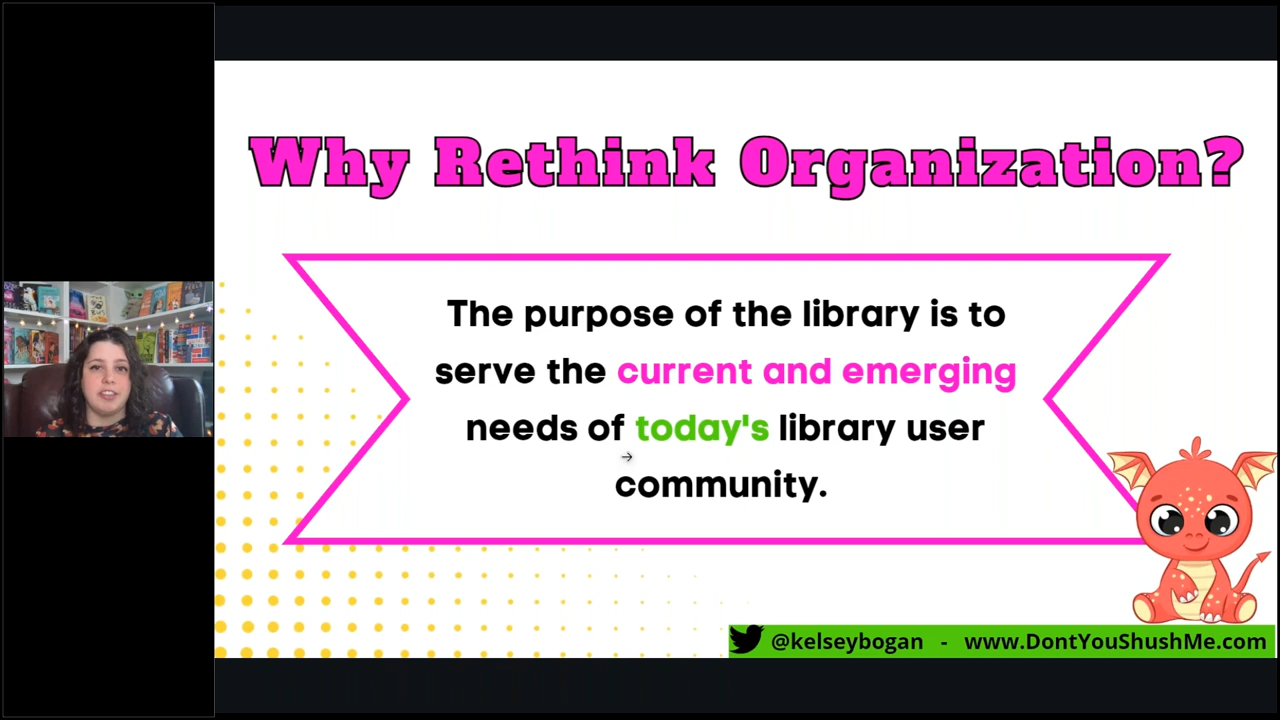 Why Rethink Organization?
The purpose of the library is to
serve the current and emerging
needs of today's library user
community.
@kelseybogan - www.DontYouShushMe.com